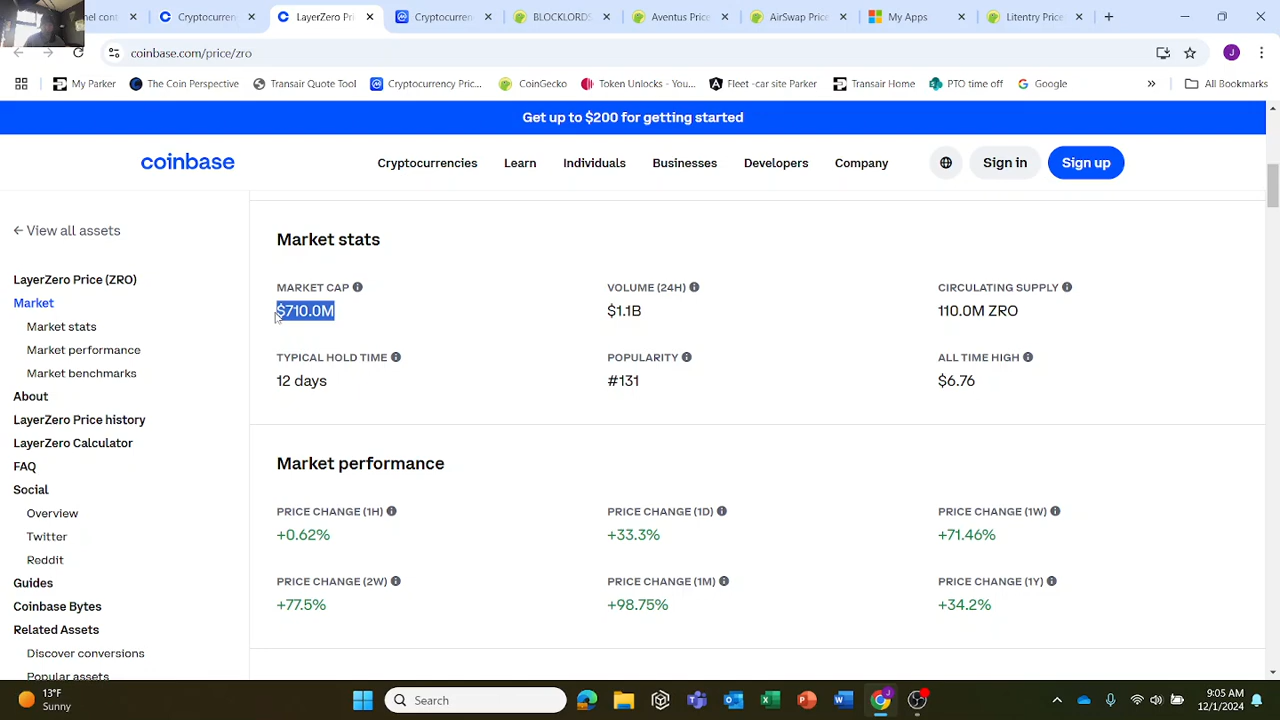 nel con
Cryptocurren
LayerZero Pri
Cryptocurren
BLOCKLORDS
Aventus Price
AirSwap Price
My Apps
Litentry Price
coinbase.com/price/zro
J
My Parker
The Coin Perspective
Transair Quote Tool
Cryptocurrency Pric...
CoinGecko
Token Unlocks - You...
Fleet -car site Parker
Transair Home
PTO time off
Google
»
All Bookmarks
Get up to $200 for getting started
coinbase
Cryptocurrencies
Learn
Individuals
Businesses
Developers
Company
Sign in
Sign up
← View all assets
LayerZero Price (ZRO)
Market
Market stats
Market performance
Market benchmarks
About
LayerZero Price history
LayerZero Calculator
FAQ
Social
Overview
Twitter
Reddit
Guides
Coinbase Bytes
Related Assets
Discover conversions
Popular assets
Market stats
MARKET CAP
$710.0M
VOLUME (24H)
$1.1B
CIRCULATING SUPPLY
110.0M ZRO
TYPICAL HOLD TIME
12 days
POPULARITY
#131
ALL TIME HIGH
$6.76
Market performance
PRICE CHANGE (1H)
+0.62%
PRICE CHANGE (1D)
+33.3%
PRICE CHANGE (1W)
+71.46%
PRICE CHANGE (2W)
+77.5%
PRICE CHANGE (1M)
+98.75%
PRICE CHANGE (1Y)
+34.2%
13°F
Sunny
Search
9:05 AM
12/1/2024